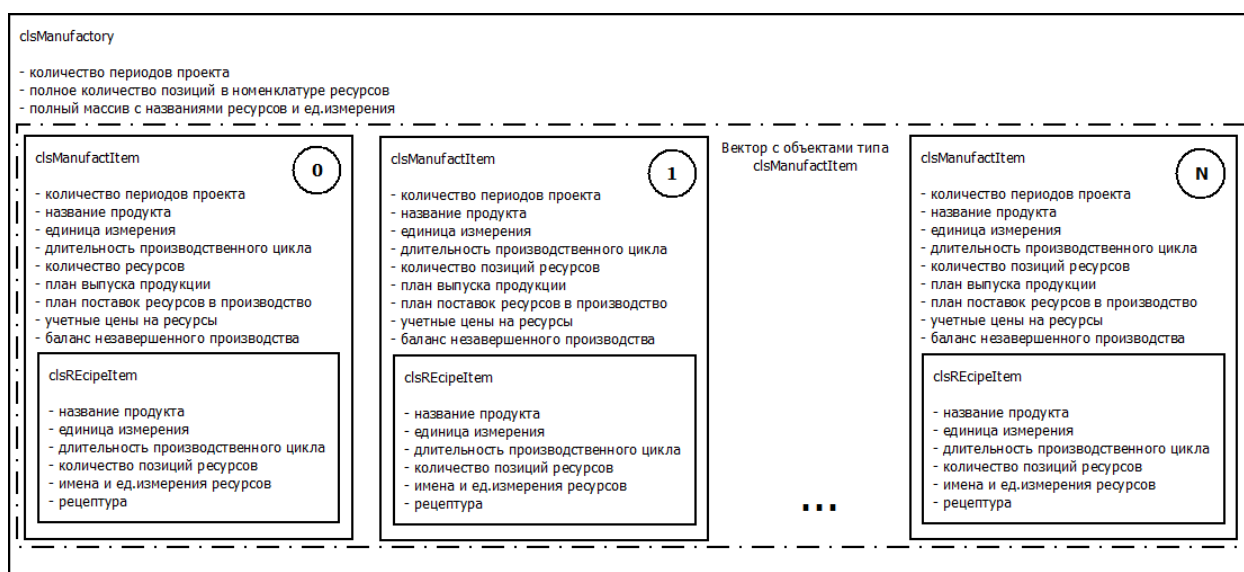 clsManufactory
- количество периодов проекта
- полное количество позиций в номенклатуре ресурсов
- полный массив с названиями ресурсов и ед.измерения
clsManufactItem
0
- количество периодов проекта
- название продукта
- единица измерения
- длительность производственного цикла
- количество ресурсов
- план выпуска продукции
- план поставок ресурсов в производство
- учетные цены на ресурсы
- баланс незавершенного производства
clsREcipeItem
- название продукта
- единица измерения
- длительность производственного цикла
- количество позиций ресурсов
- имена и ед.измерения ресурсов
- рецептура
clsManufactItem
1
- количество периодов проекта
- название продукта
- единица измерения
- длительность производственного цикла
- количество позиций ресурсов
- план выпуска продукции
- план поставок ресурсов в производство
- учетные цены на ресурсы
- баланс незавершенного производства
clsREcipeItem
- название продукта
- единица измерения
- длительность производственного цикла
- количество позиций ресурсов
- имена и ед.измерения ресурсов
- рецептура
Вектор с объектами типа
clsManufactItem
...
clsManufactItem
N
- количество периодов проекта
- название продукта
- единица измерения
- длительность производственного цикла
- количество позиций ресурсов
- план выпуска продукции
- план поставок ресурсов в производство
- учетные цены на ресурсы
- баланс незавершенного производства
clsREcipeItem
- название продукта
- единица измерения
- длительность производственного цикла
- количество позиций ресурсов
- имена и ед.измерения ресурсов
- рецептура